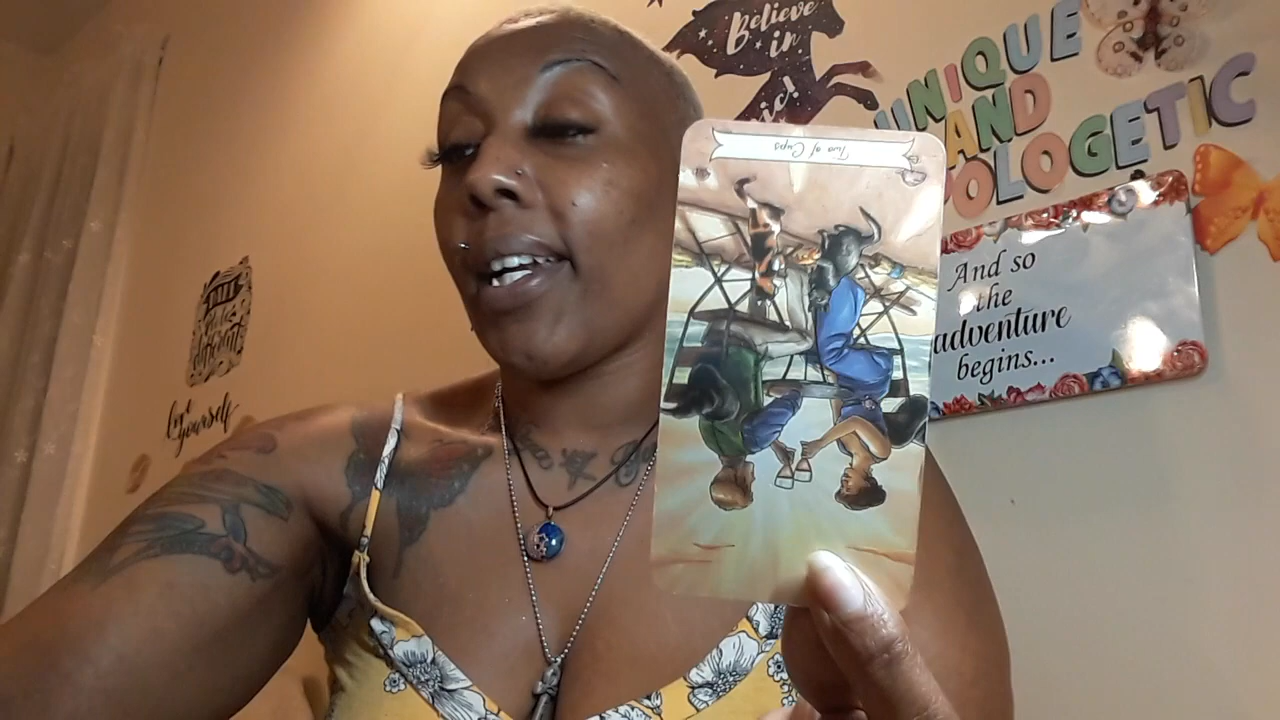 Believe
in
UNIQUE
AND
OLOGETIC
Two of Cups
And so
the
adventure
begins...
love
yourself